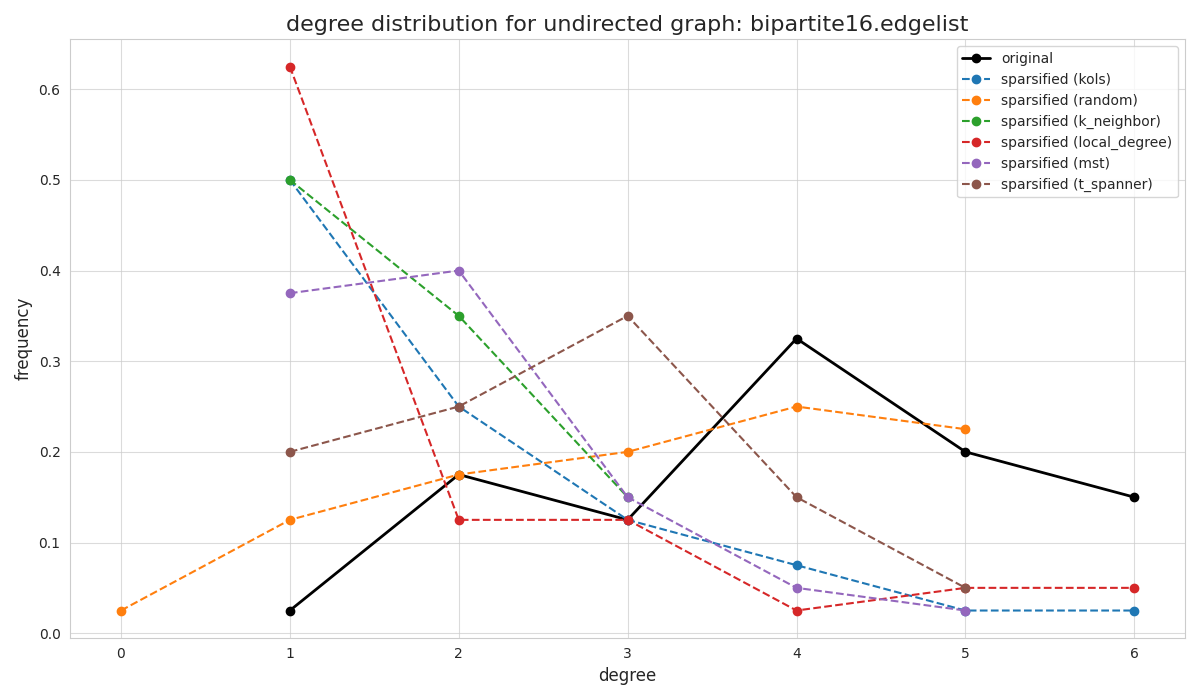 degree distribution for undirected graph: bipartite16.edgelist
original
sparsified (kols)
sparsified (random)
sparsified (k_neighbor)
sparsified (local_degree)
sparsified (mst)
sparsified (t_spanner)
frequency
0.6
0.5
0.4
0.3
0.2
0.1
0.0
0 1 2 3 4 5 6
degree